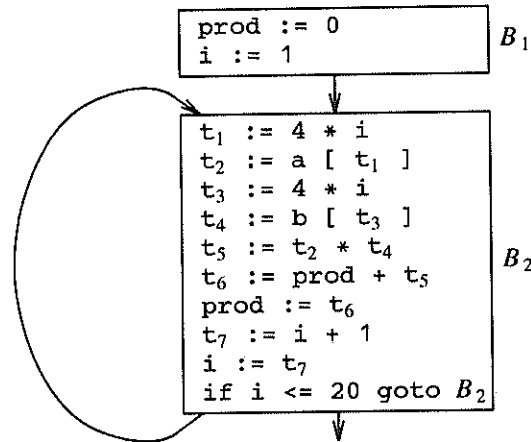 prod := 0
i := 1
B₁
t₁ := 4 * i
t₂ := a [ t₁ ]
t₃ := 4 * i
t₄ := b [ t₃ ]
t₅ := t₂ * t₄
t₆ := prod + t₅
prod := t₆
t₇ := i + 1
i := t₇
if i <= 20 goto B₂
B₂